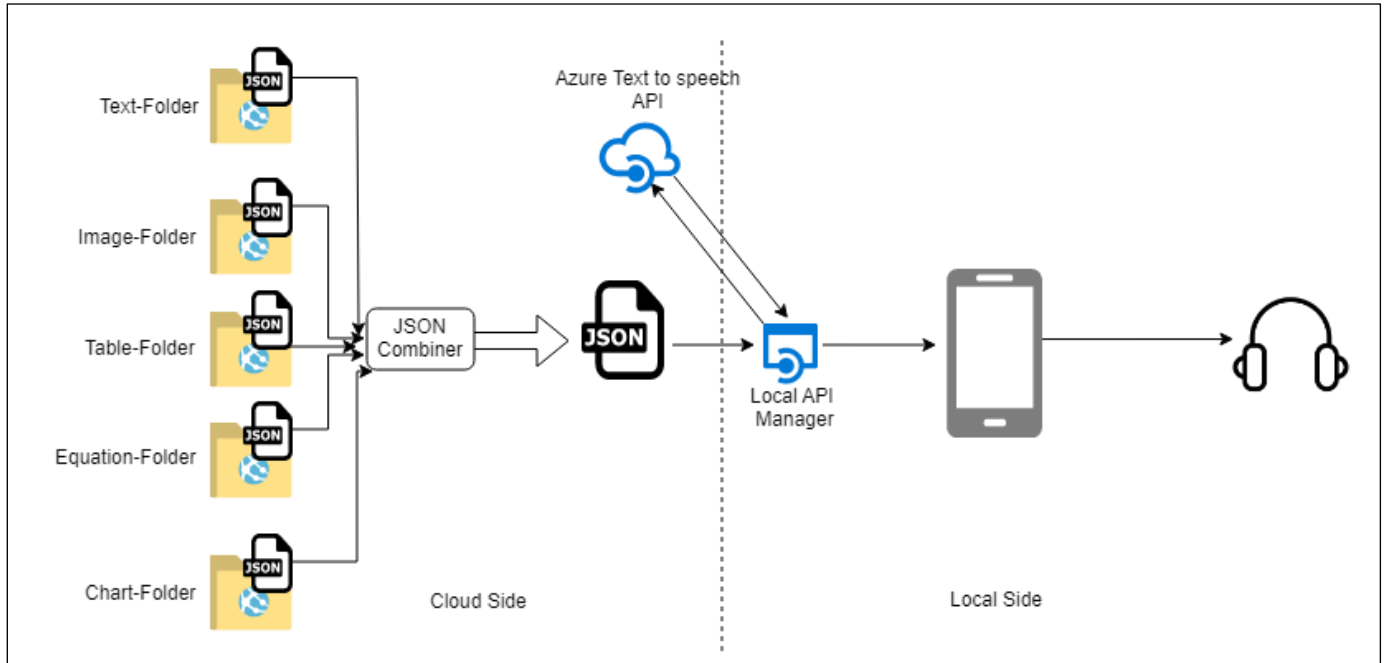 Azure Text to speech
API
JSON
Text-Folder
JSON
Image-Folder
JSON
Table-Folder
JSON
Combiner
JSON
Local API
Manager
JSON
Equation-Folder
JSON
Chart-Folder
Cloud Side
Local Side